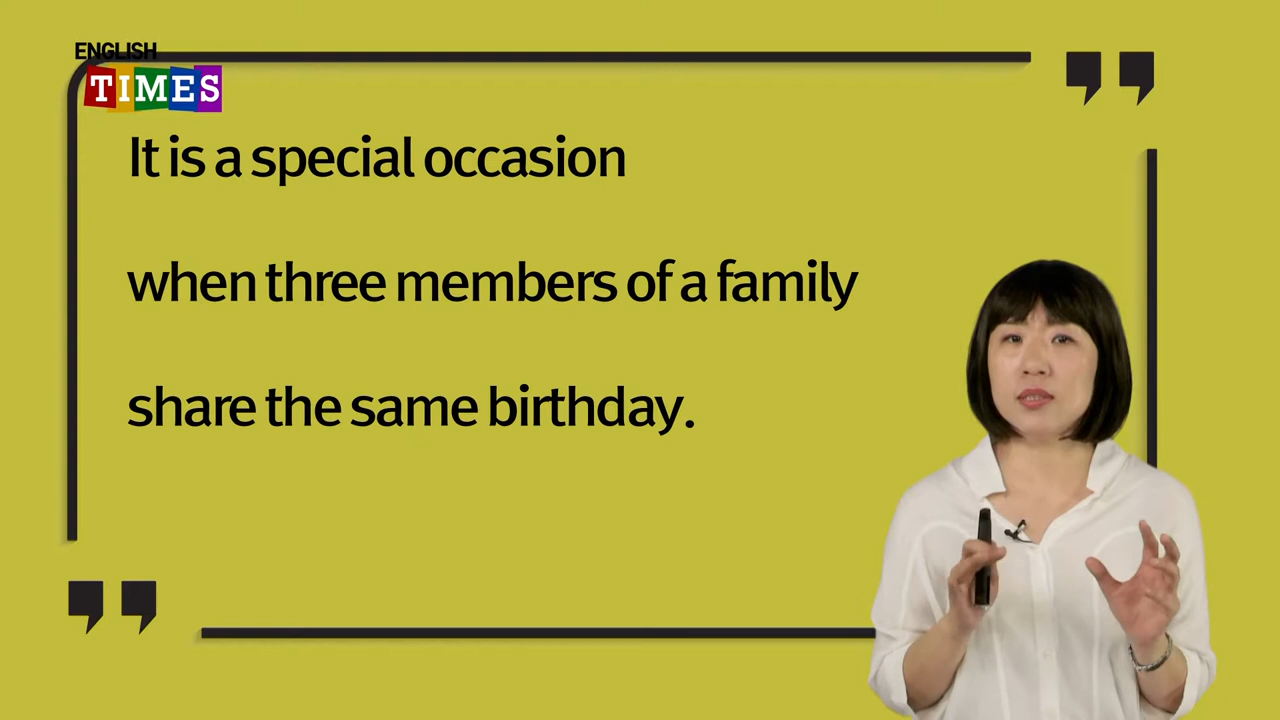 ENGLISH
TIMES
It is a special occasion
when three members of a family
share the same birthday.